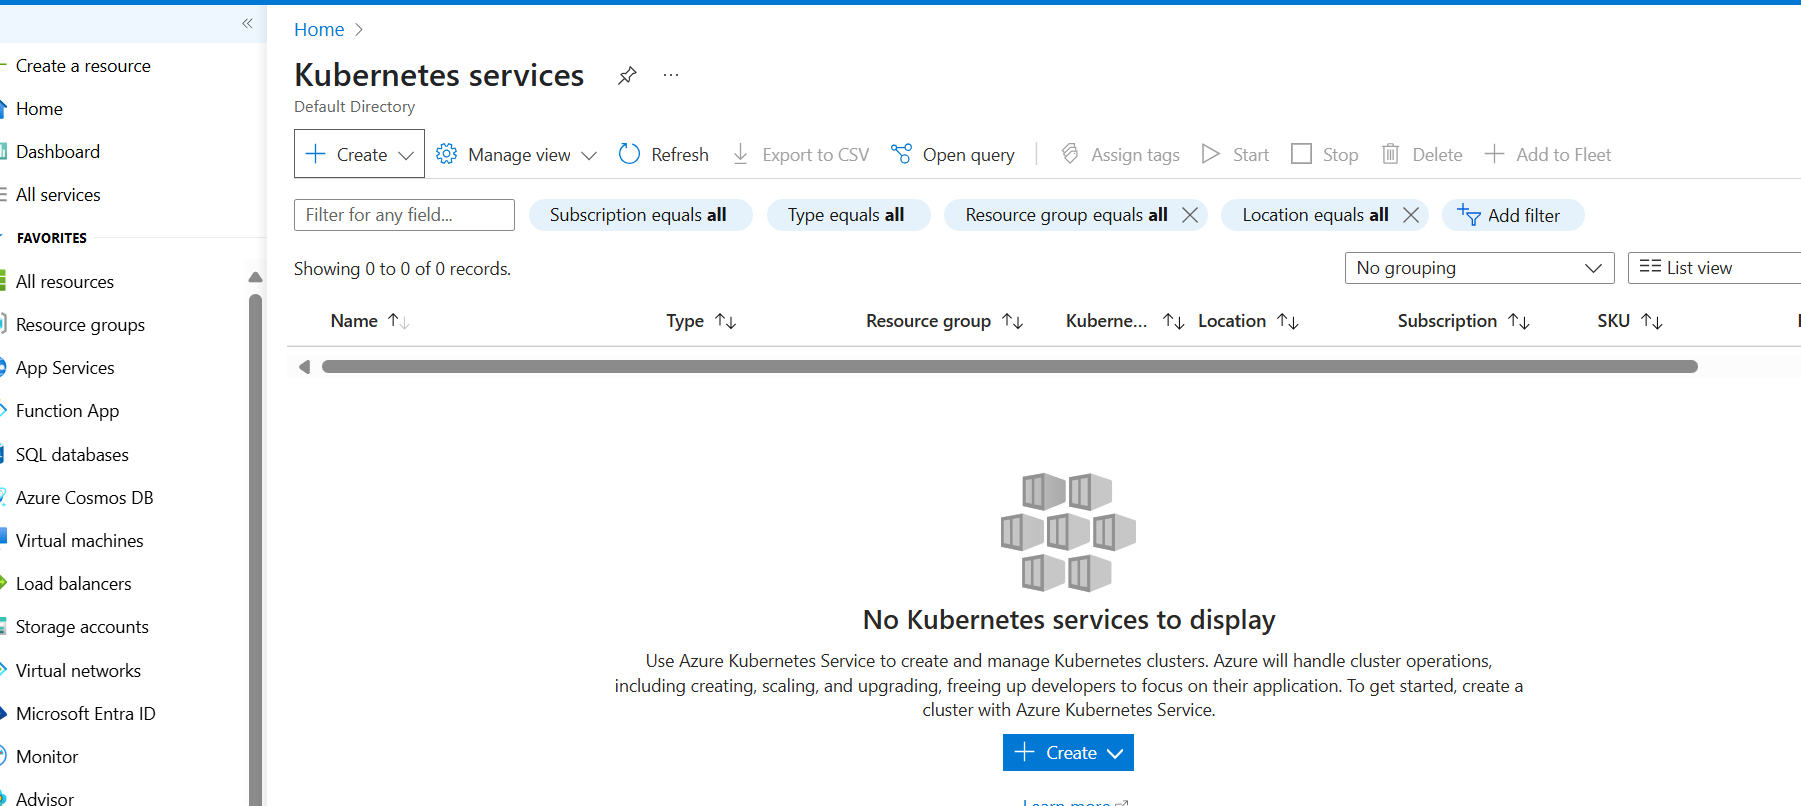 Home
Kubernetes services
...
Default Directory
Create
Manage view
Refresh
Export to CSV
Open query
Assign tags
Start
Stop
Delete
Add to Fleet
Filter for any field...
Subscription equals all
Type equals all
Resource group equals all
Location equals all
Add filter
Showing 0 to 0 of 0 records.
No grouping
List view
Name
Type
Resource group
Kuberne...
Location
Subscription
SKU
No Kubernetes services to display
Use Azure Kubernetes Service to create and manage Kubernetes clusters. Azure will handle cluster operations,
including creating, scaling, and upgrading, freeing up developers to focus on their application. To get started, create a
cluster with Azure Kubernetes Service.
Create
Learn more
Create a resource
Home
Dashboard
All services
FAVORITES
All resources
Resource groups
App Services
Function App
SQL databases
Azure Cosmos DB
Virtual machines
Load balancers
Storage accounts
Virtual networks
Microsoft Entra ID
Monitor
Advisor